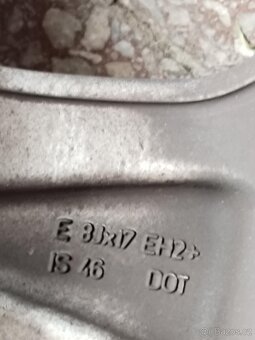 E 8Jx17 EH2+
IS 46 DOT